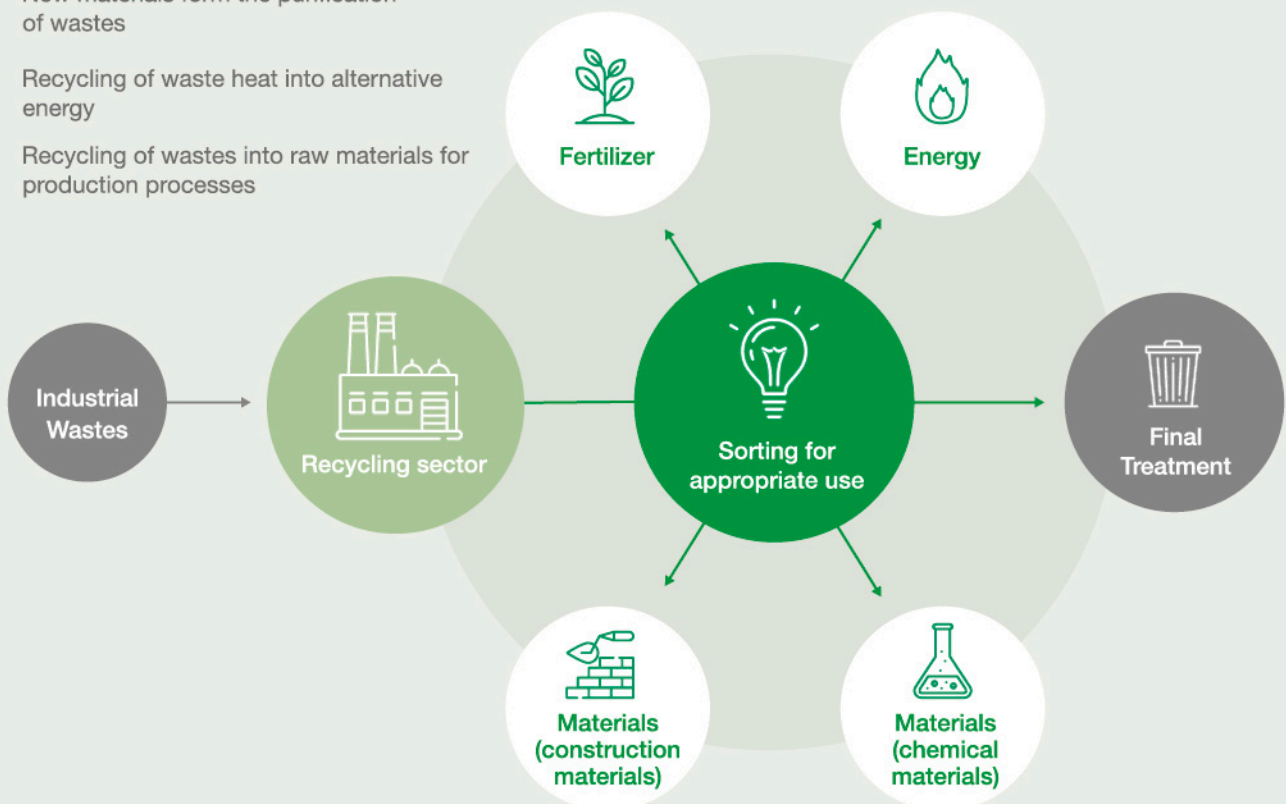 of wastes
Recycling of waste heat into alternative
energy
Recycling of wastes into raw materials for
production processes
Fertilizer
Energy
Industrial
Wastes
Recycling sector
Sorting for
appropriate use
Final
Treatment
Materials
(construction
materials)
Materials
(chemical
materials)